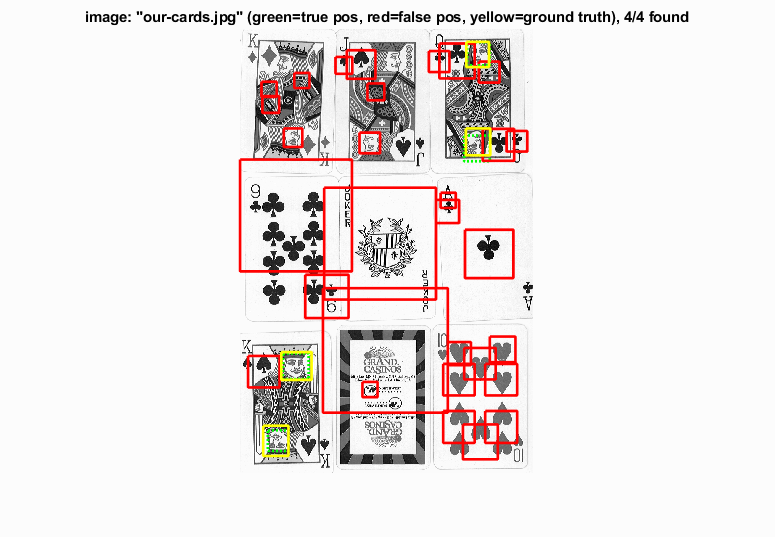 image: "our-cards.jpg" (green=true pos, red=false pos, yellow=ground truth), 4/4 found
K
J
Q
K
J
Q
9
JOKER
A
JOKER
A
9
K
10
GRAND
CASINOS
GRAND
CASINOS
K
10